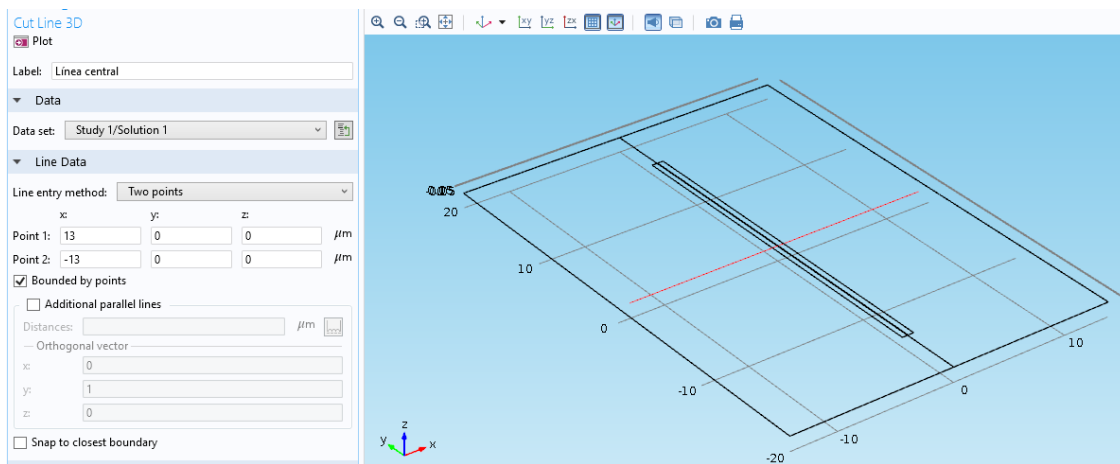 Cut Line 3D
Plot
Label: Línea central
Data
Data set: Study 1/Solution 1
Line Data
Line entry method: Two points
x: y: z:
Point 1: 13 0 0 μm
Point 2: -13 0 0 μm
Bounded by points
Additional parallel lines
Distances: μm
Orthogonal vector
x: 0
y: 1
z: 0
Snap to closest boundary
xy yz zx
20
10
0
-10
-20
-10
0
10
z
y x